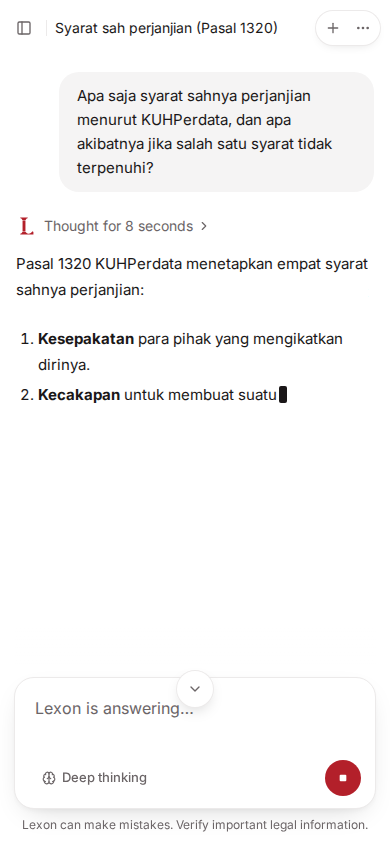 Syarat sah perjanjian (Pasal 1320)
Apa saja syarat sahnya perjanjian
menurut KUHPerdata, dan apa
akibatnya jika salah satu syarat tidak
terpenuhi?
L Thought for 8 seconds
Pasal 1320 KUHPerdata menetapkan empat syarat
sahnya perjanjian:
1. Kesepakatan para pihak yang mengikatkan
dirinya.
2. Kecakapan untuk membuat suatu
Lexon is answering...
Deep thinking
Lexon can make mistakes. Verify important legal information.